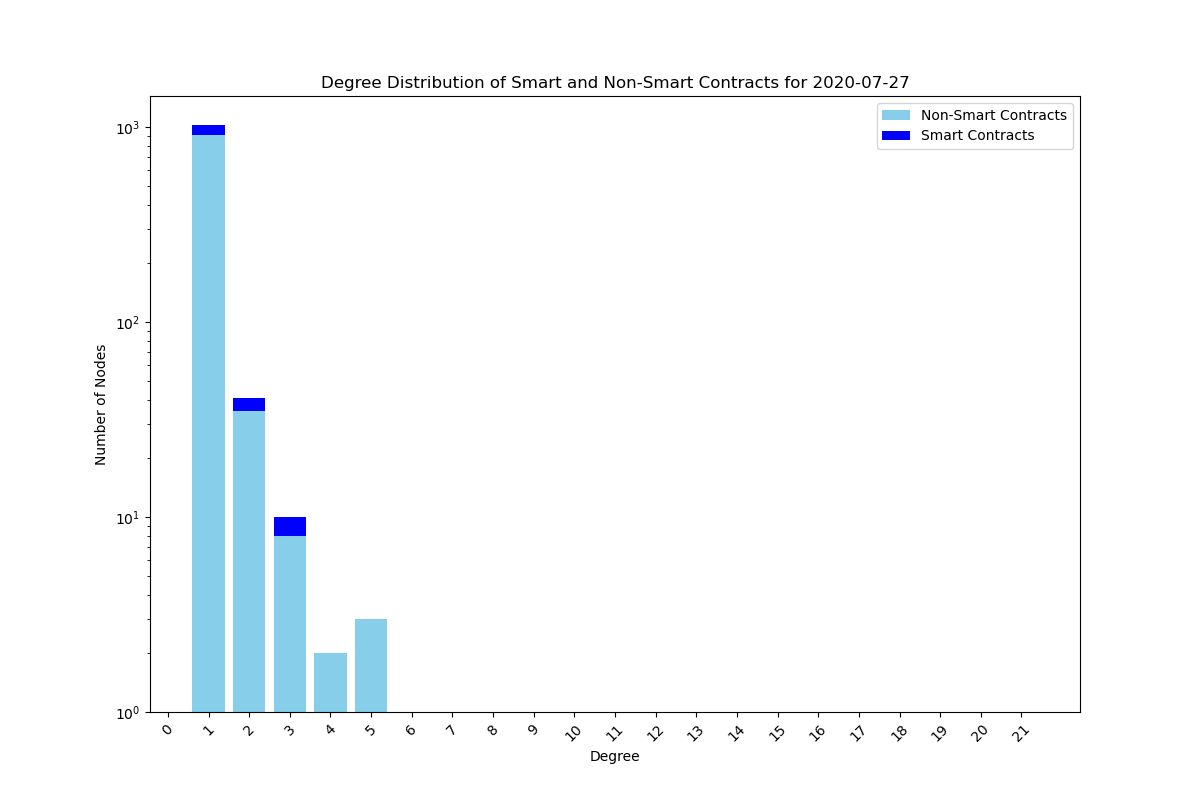 Degree Distribution of Smart and Non-Smart Contracts for 2020-07-27
Non-Smart Contracts
Smart Contracts
10³
10²
10¹
10⁰
Number of Nodes
0 1 2 3 4 5 6 7 8 9 10 11 12 13 14 15 16 17 18 19 20 21
Degree